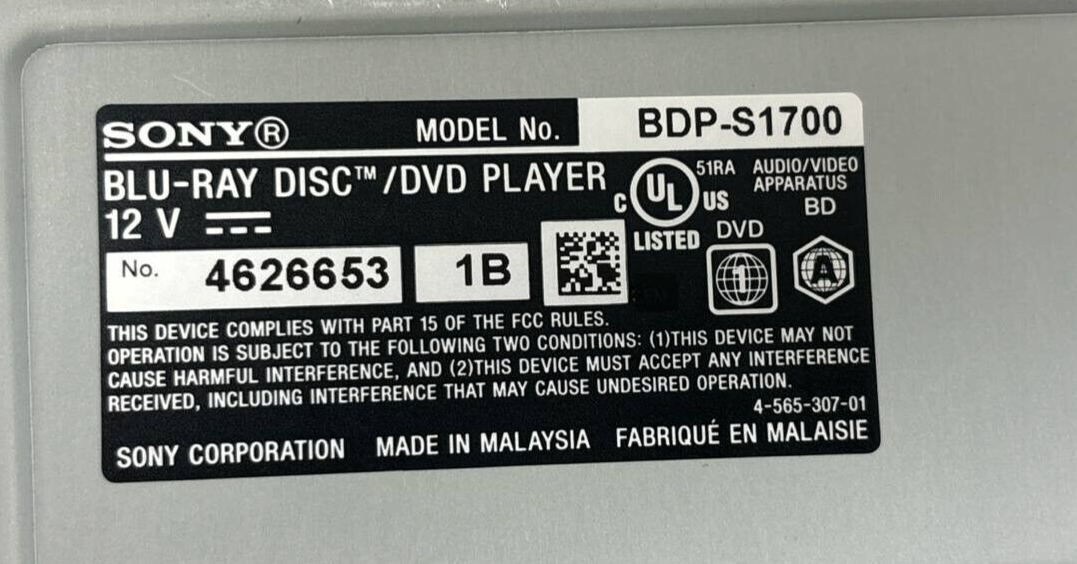 SONY® MODEL No. BDP-S1700
BLU-RAY DISC™/DVD PLAYER
12 V
C UL US LISTED
51RA AUDIO/VIDEO
APPARATUS
No. 4626653 1B
DVD
1
BD
A
THIS DEVICE COMPLIES WITH PART 15 OF THE FCC RULES.
OPERATION IS SUBJECT TO THE FOLLOWING TWO CONDITIONS: (1)THIS DEVICE MAY NOT
CAUSE HARMFUL INTERFERENCE, AND (2)THIS DEVICE MUST ACCEPT ANY INTERFERENCE
RECEIVED, INCLUDING INTERFERENCE THAT MAY CAUSE UNDESIRED OPERATION.
4-565-307-01
SONY CORPORATION MADE IN MALAYSIA FABRIQUÉ EN MALAISIE